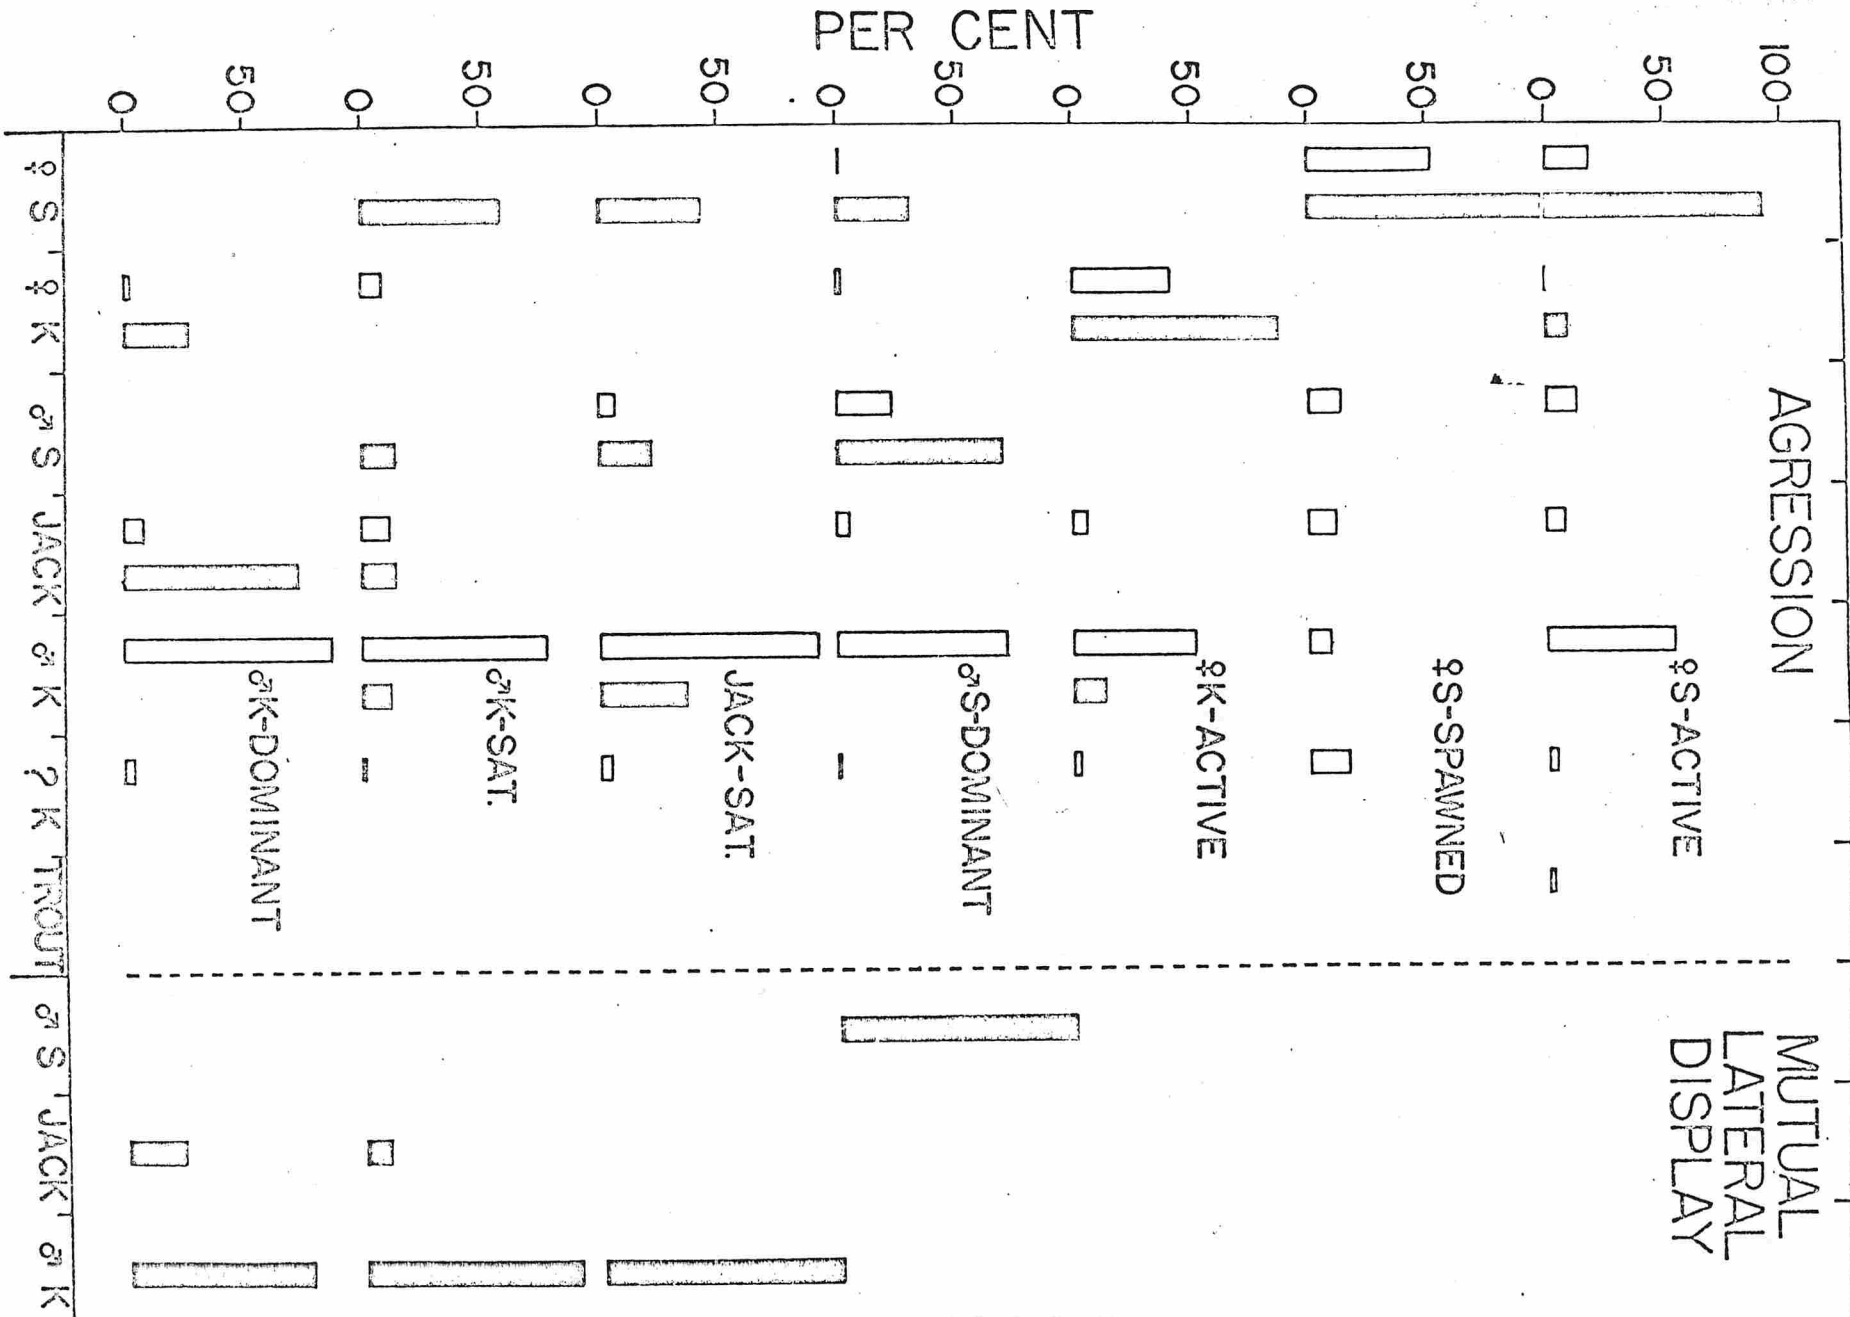 PER CENT
100
50
0
50
0
50
0
50
0
50
0
50
0
50
0
AGRESSION
MUTUAL
LATERAL
DISPLAY
♀S-ACTIVE
♀S-SPAWNED
♀K-ACTIVE
♂S-DOMINANT
JACK-SAT.
♂K-SAT.
♂K-DOMINANT
♀ S ' ♀ K ' ♂ S ' JACK ' ♂ K ' ? K ' TROUT ♂ S ' JACK ' ♂ K